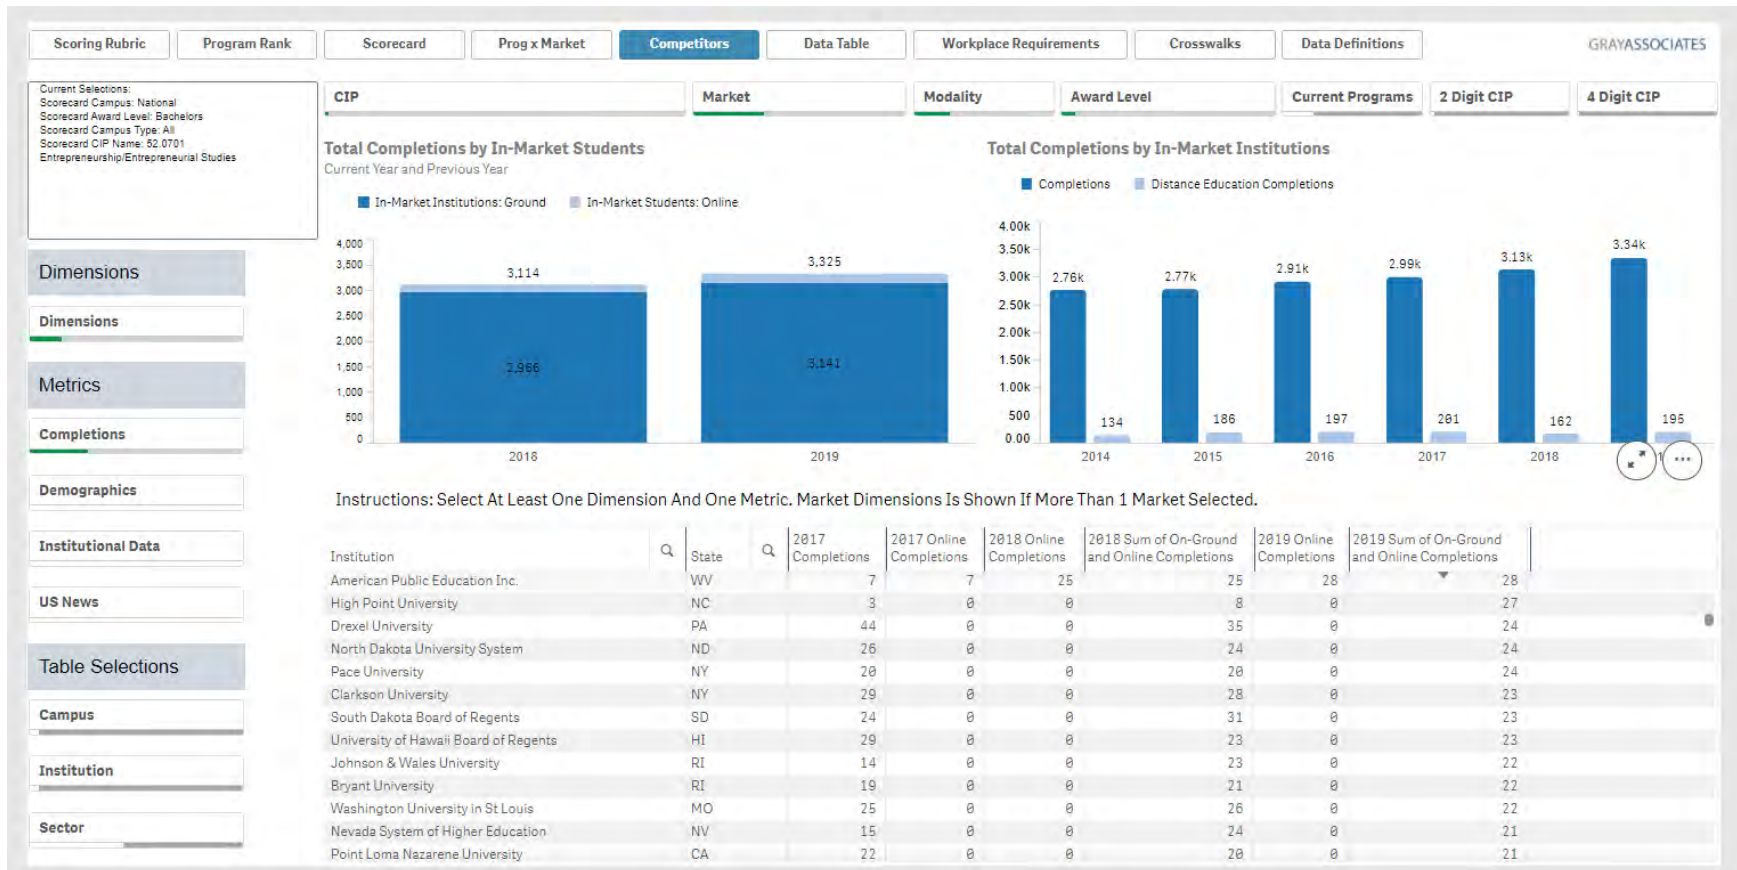 Scoring Rubric
Program Rank
Scorecard
Prog x Market
Competitors
Data Table
Workplace Requirements
Crosswalks
Data Definitions
GRAYASSOCIATES
Current Selections:
Scorecard Campus: National
Scorecard Award Level: Bachelors
Scorecard Campus Type: All
Scorecard CIP Name: 52.0701
Entrepreneurship/Entrepreneurial Studies
CIP
Market
Modality
Award Level
Current Programs
2 Digit CIP
4 Digit CIP
Dimensions
Dimensions
Metrics
Completions
Demographics
Institutional Data
US News
Table Selections
Campus
Institution
Sector
Total Completions by In-Market Students
Current Year and Previous Year
In-Market Institutions: Ground
In-Market Students: Online
4,000
3,500
3,000
2,500
2,000
1,500
1,000
500
0
3,114
2,966
3,325
3,141
2018
2019
Total Completions by In-Market Institutions
Completions
Distance Education Completions
4.00k
3.50k
3.00k
2.50k
2.00k
1.50k
1.00k
500
0.00
2.76k
134
2.77k
186
2.91k
197
2.99k
201
3.13k
162
3.34k
195
2014
2015
2016
2017
2018
Instructions: Select At Least One Dimension And One Metric. Market Dimensions Is Shown If More Than 1 Market Selected.
Institution State 2017 Completions 2017 Online Completions 2018 Online Completions 2018 Sum of On-Ground and Online Completions 2019 Online Completions 2019 Sum of On-Ground and Online Completions
American Public Education Inc. WV 7 7 25 25 28 28
High Point University NC 3 0 0 8 0 27
Drexel University PA 44 0 0 35 0 24
North Dakota University System ND 26 0 0 24 0 24
Pace University NY 20 0 0 20 0 24
Clarkson University NY 29 0 0 28 0 23
South Dakota Board of Regents SD 24 0 0 31 0 23
University of Hawaii Board of Regents HI 29 0 0 23 0 23
Johnson & Wales University RI 14 0 0 23 0 22
Bryant University RI 19 0 0 21 0 22
Washington University in St Louis MO 25 0 0 26 0 22
Nevada System of Higher Education NV 15 0 0 24 0 21
Point Loma Nazarene University CA 22 0 0 20 0 21